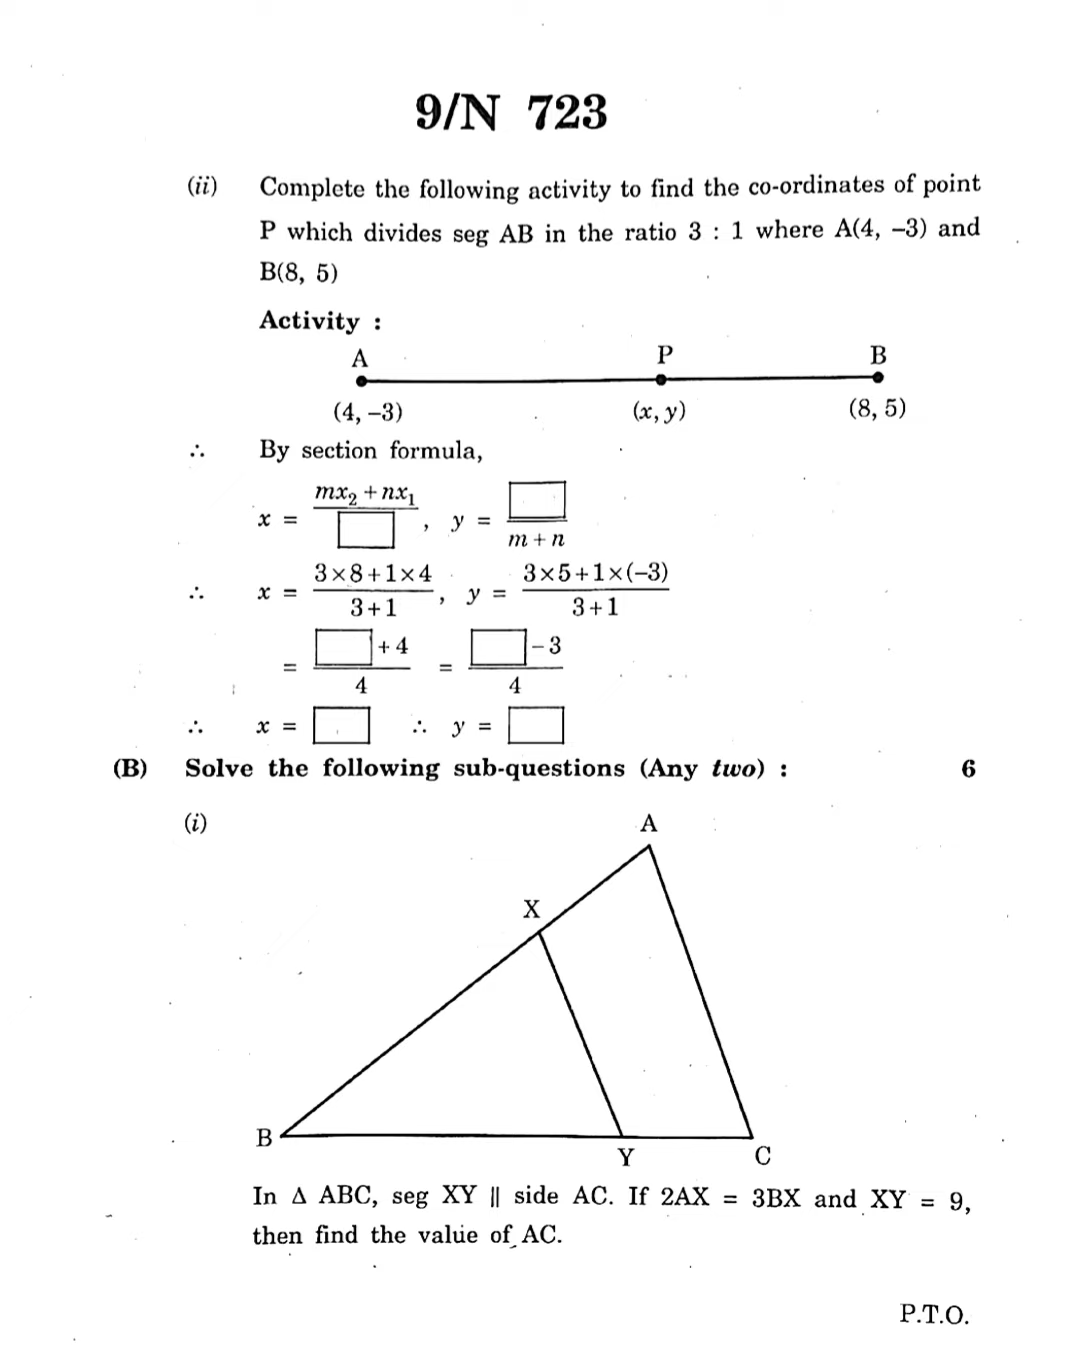 9/N 723
(ii) Complete the following activity to find the co-ordinates of point
P which divides seg AB in the ratio 3 : 1 where A(4, –3) and
B(8, 5)
Activity :
A P B
(4, –3) (x, y) (8, 5)
∴ By section formula,
x = (mx₂ + nx₁)/□ , y = □/(m + n)
∴ x = (3×8+1×4)/(3+1) , y = (3×5+1×(–3))/(3+1)
= (□ + 4)/4 = (□ – 3)/4
∴ x = □ ∴ y = □
(B) Solve the following sub-questions (Any two) : 6
(i)
A
X
B
Y
C
In Δ ABC, seg XY || side AC. If 2AX = 3BX and XY = 9,
then find the value of AC.
P.T.O.